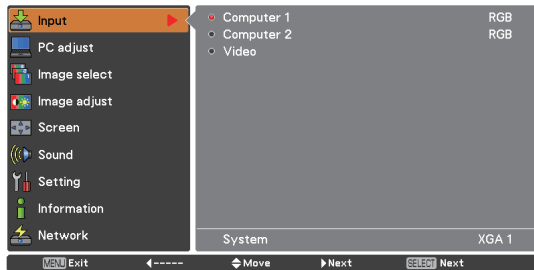 Input
PC adjust
Image select
Image adjust
Screen
Sound
Setting
Information
Network
Computer 1 RGB
Computer 2 RGB
Video
System XGA 1
MENU Exit ◀----- Move Next SELECT Next